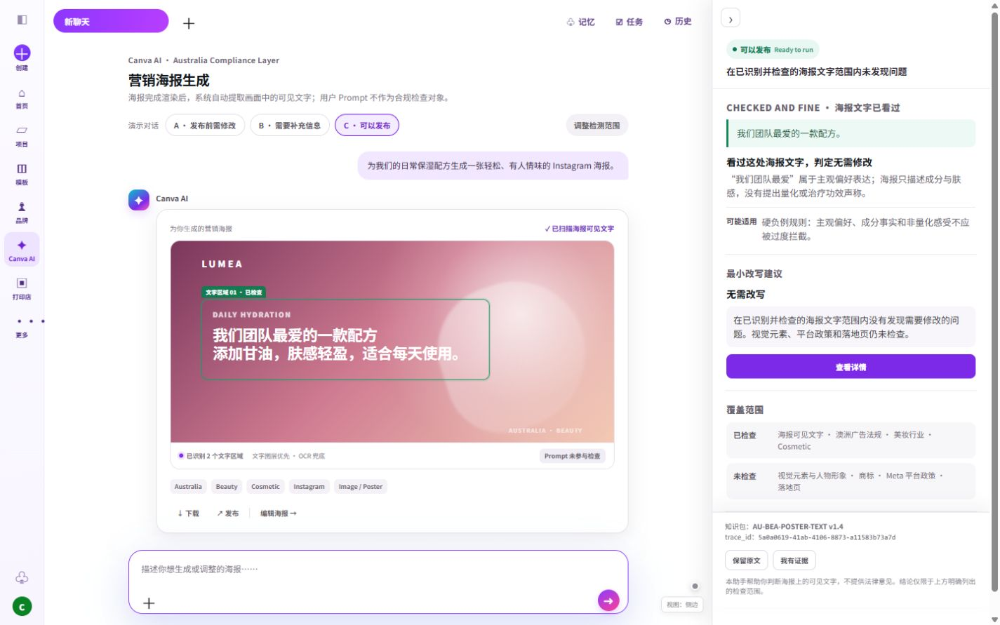 新聊天
记忆
任务
历史
创建
首页
项目
模板
品牌
Canva AI
打印店
更多
C
Canva AI · Australia Compliance Layer
营销海报生成
海报完成渲染后，系统自动提取画面中的可见文字；用户 Prompt 不作为合规检查对象。
演示对话
A · 发布前需修改
B · 需要补充信息
C · 可以发布
调整检测范围
为我们的日常保湿配方生成一张轻松、有人情味的 Instagram 海报。
Canva AI
为你生成的营销海报
✓ 已扫描海报可见文字
LUMEA
文字区域 01 · 已检查
DAILY HYDRATION
我们团队最爱的一款配方
添加甘油，肤感轻盈，适合每天使用。
AUSTRALIA · BEAUTY
已识别 2 个文字区域
文字图层优先 · OCR 兜底
Prompt 未参与检查
Australia
Beauty
Cosmetic
Instagram
Image / Poster
↓ 下载
↗ 发布
编辑海报 →
描述你想生成或调整的海报……
视图：侧边
可以发布 Ready to run
在已识别并检查的海报文字范围内未发现问题
CHECKED AND FINE · 海报文字已看过
我们团队最爱的一款配方。
看过这处海报文字，判定无需修改
“我们团队最爱”属于主观偏好表达；海报只描述成分与肤
感，没有提出量化或治疗功效声称。
可能适用
硬负例规则：主观偏好、成分事实和非量化感受不应
被过度拦截。
最小改写建议
无需改写
在已识别并检查的海报文字范围内没有发现需要修改的问
题。视觉元素、平台政策和落地页仍未检查。
查看详情
覆盖范围
已检查
海报可见文字 · 澳洲广告法规 · 美妆行业 ·
Cosmetic
未检查
视觉元素与人物形象 · 商标 · Meta 平台政策 ·
落地页
知识包：AU-BEA-POSTER-TEXT v1.4
trace_id：5a0a0619-41ab-4106-8873-a11583b73a7d
保留原文
我有证据
本助手帮助你判断海报上的可见文字，不提供法律意见。结论仅限于上方明确列出
的检查范围。